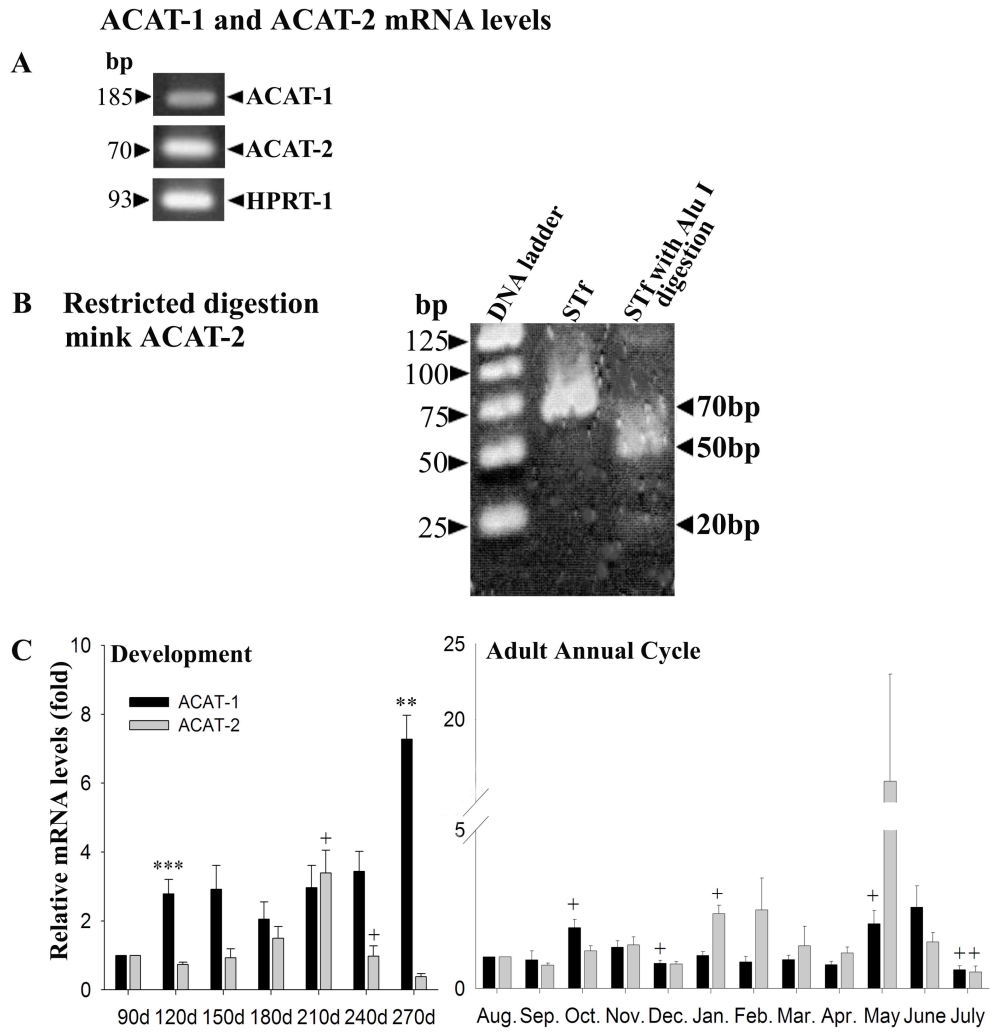 ACAT-1 and ACAT-2 mRNA levels
A
bp
185 ACAT-1
70 ACAT-2
93 HPRT-1
B Restricted digestion
mink ACAT-2
bp
DNA ladder
STf
STf with Alu I
digestion
125
100
75
50
25
70bp
50bp
20bp
C
Relative mRNA levels (fold)
10
8
6
4
2
0
Development
ACAT-1
ACAT-2
***
+
+
**
90d 120d 150d 180d 210d 240d 270d
Adult Annual Cycle
25
20
5
0
+
+
+
+
+ +
Aug. Sep. Oct. Nov. Dec. Jan. Feb. Mar. Apr. May June July